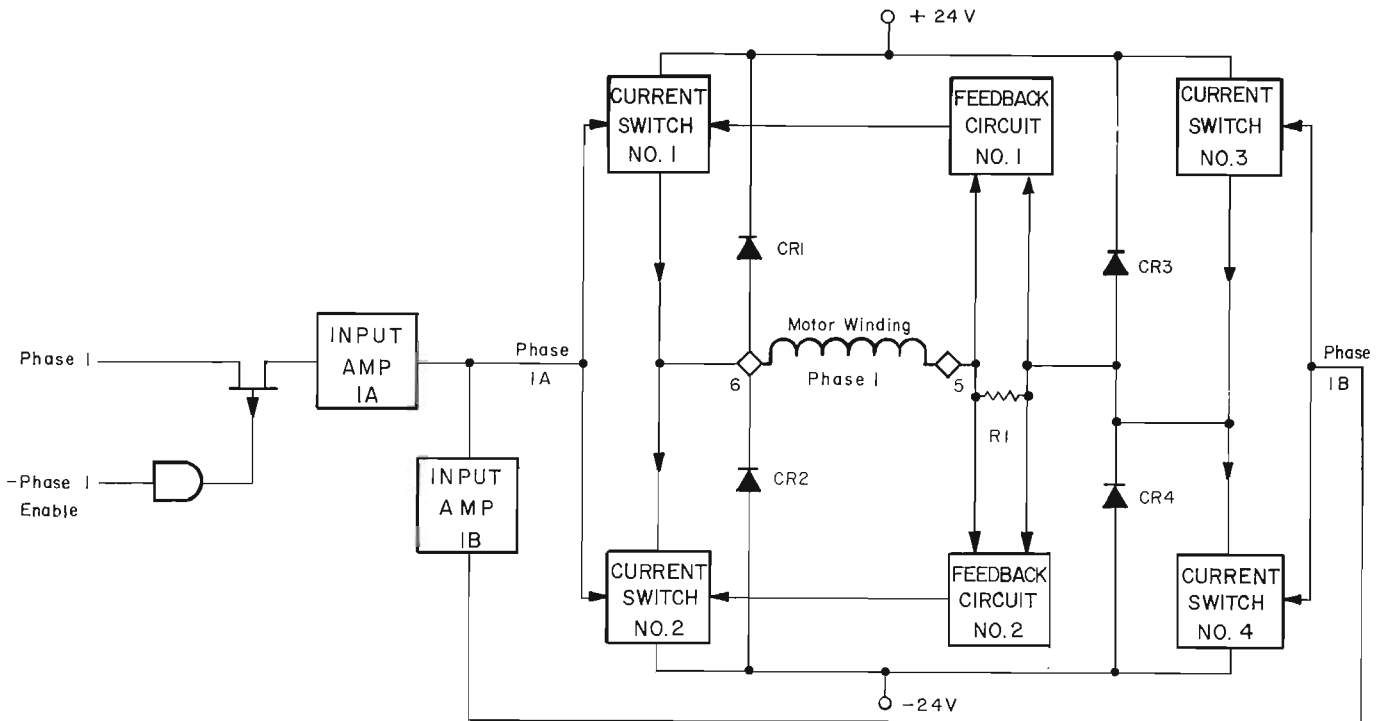 + 24V
CURRENT
SWITCH
NO. 1
FEEDBACK
CIRCUIT
NO. 1
CURRENT
SWITCH
NO. 3
CR1
CR3
Phase 1
INPUT
AMP
1A
Phase
1A
Motor Winding
Phase 1
6
5
R1
Phase
1B
-Phase 1
Enable
INPUT
AMP
1B
CR2
CR4
CURRENT
SWITCH
NO. 2
FEEDBACK
CIRCUIT
NO. 2
CURRENT
SWITCH
NO. 4
-24V